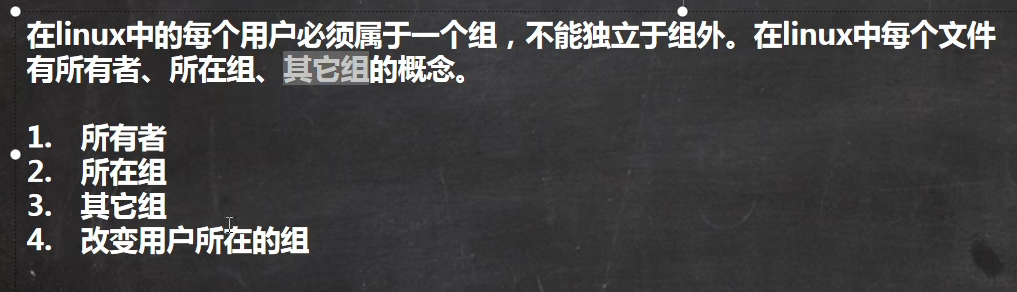 在linux中的每个用户必须属于一个组，不能独立于组外。在linux中每个文件
有所有者、所在组、其它组的概念。
1. 所有者
2. 所在组
3. 其它组
4. 改变用户所在的组